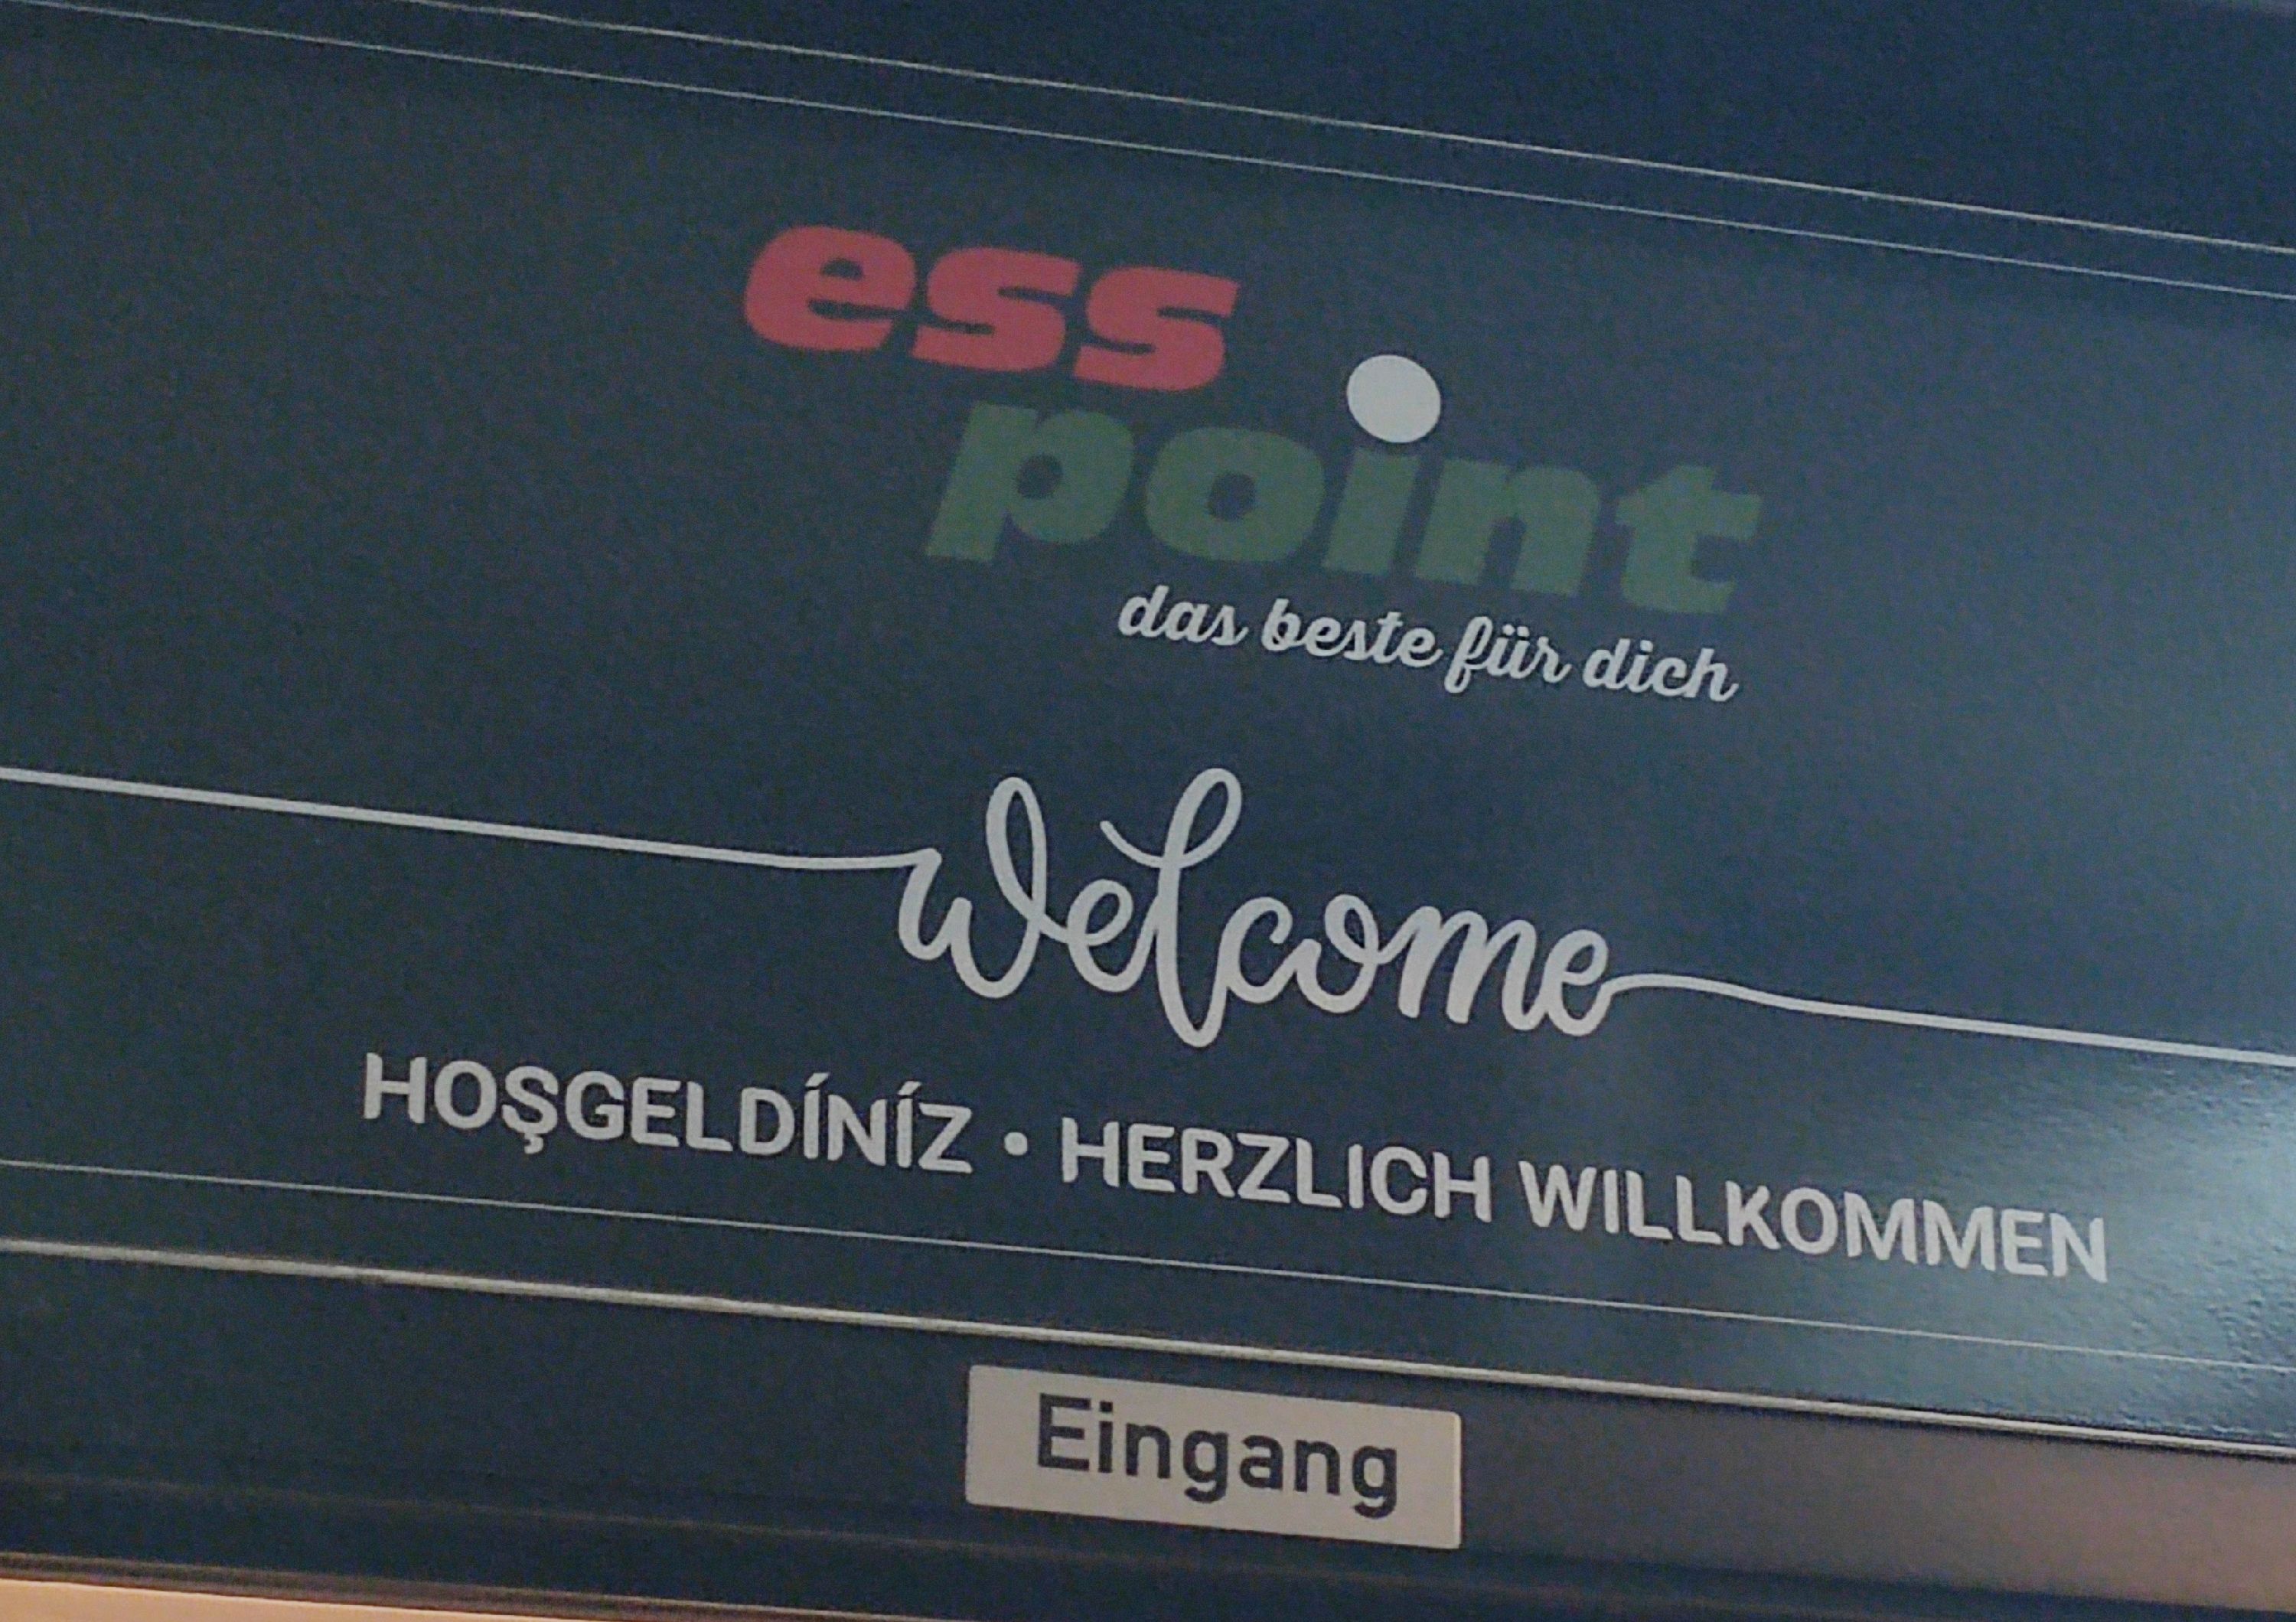 ess
point
das beste für dich
welcome
HOŞGELDÍNÍZ • HERZLICH WILLKOMMEN
Eingang